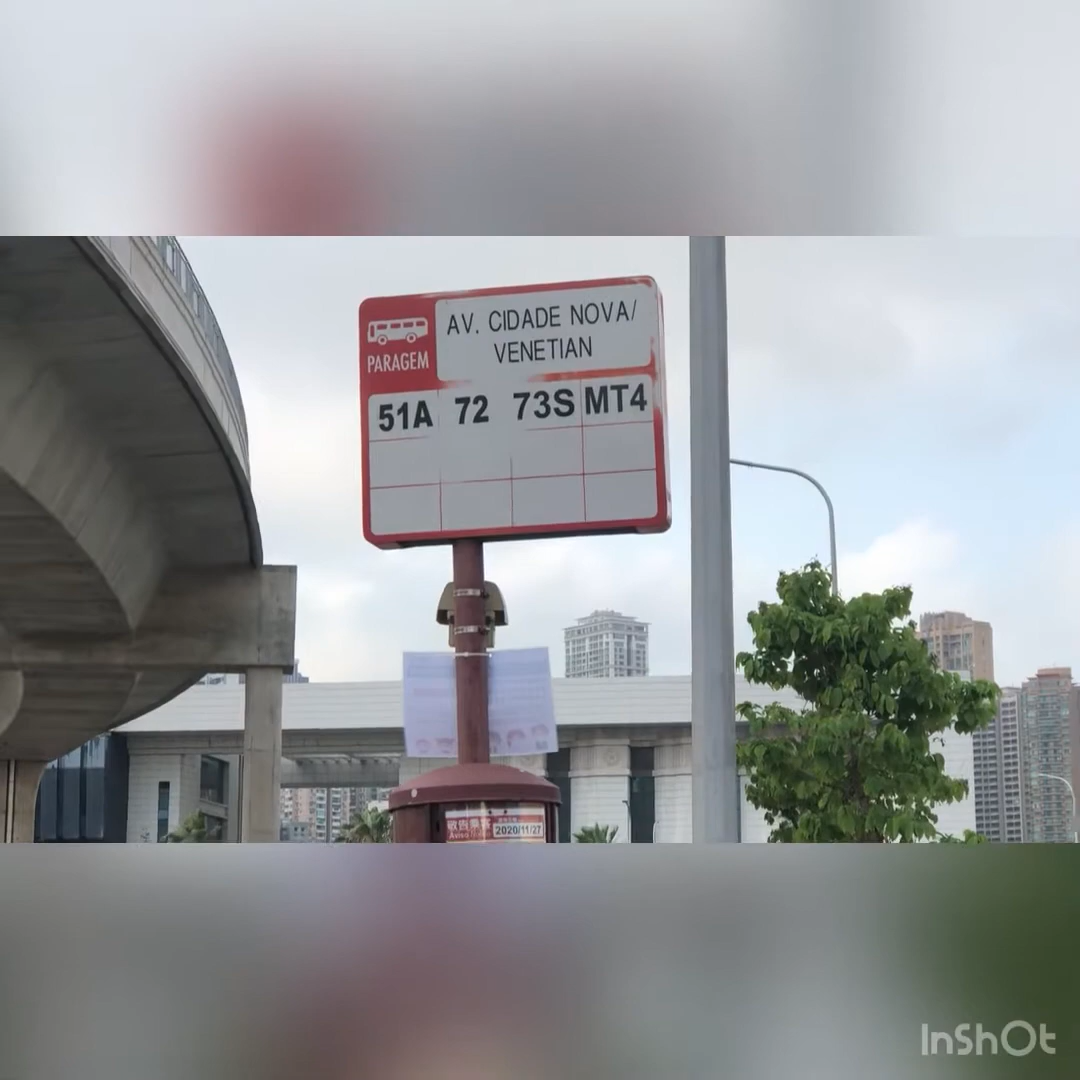 AV. CIDADE NOVA/
VENETIAN
PARAGEM
51A 72 73S MT4
2020/11/27
InShOt